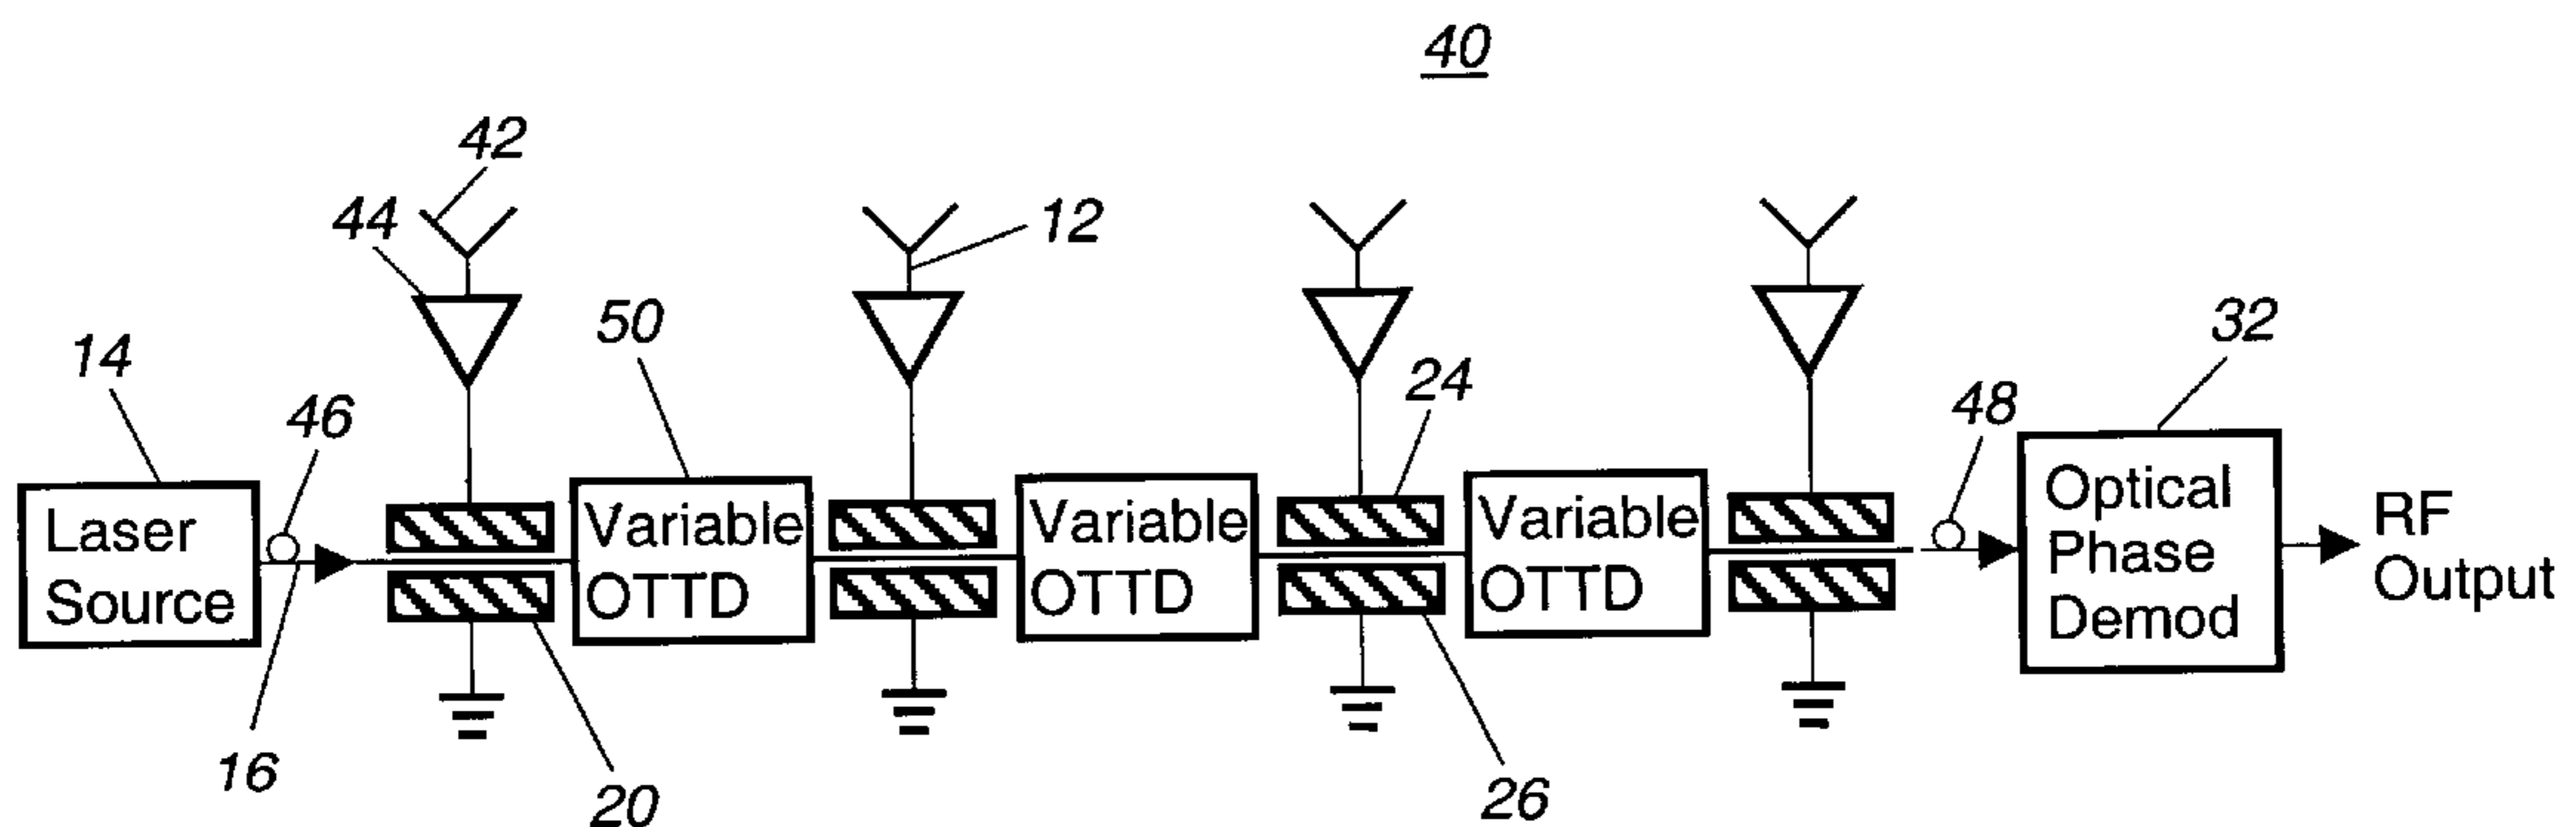 40
42
44
12
50
32
14
24
46
48
Laser
Source
Variable
OTTD
Variable
OTTD
Variable
OTTD
Optical
Phase
Demod
RF
Output
16
20
26